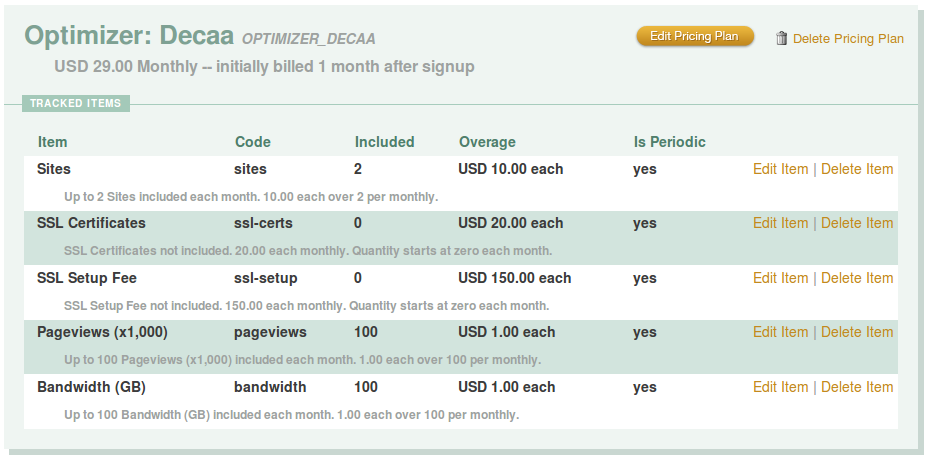 Optimizer: Decaa OPTIMIZER_DECAA Edit Pricing Plan Delete Pricing Plan
USD 29.00 Monthly -- initially billed 1 month after signup
TRACKED ITEMS
Item Code Included Overage Is Periodic
Sites sites 2 USD 10.00 each yes Edit Item | Delete Item
Up to 2 Sites included each month. 10.00 each over 2 per monthly.
SSL Certificates ssl-certs 0 USD 20.00 each yes Edit Item | Delete Item
SSL Certificates not included. 20.00 each monthly. Quantity starts at zero each month.
SSL Setup Fee ssl-setup 0 USD 150.00 each yes Edit Item | Delete Item
SSL Setup Fee not included. 150.00 each monthly. Quantity starts at zero each month.
Pageviews (x1,000) pageviews 100 USD 1.00 each yes Edit Item | Delete Item
Up to 100 Pageviews (x1,000) included each month. 1.00 each over 100 per monthly.
Bandwidth (GB) bandwidth 100 USD 1.00 each yes Edit Item | Delete Item
Up to 100 Bandwidth (GB) included each month. 1.00 each over 100 per monthly.